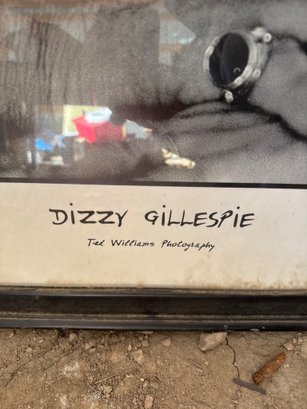 DIZZY GILLESPIE
Ted Williams Photography